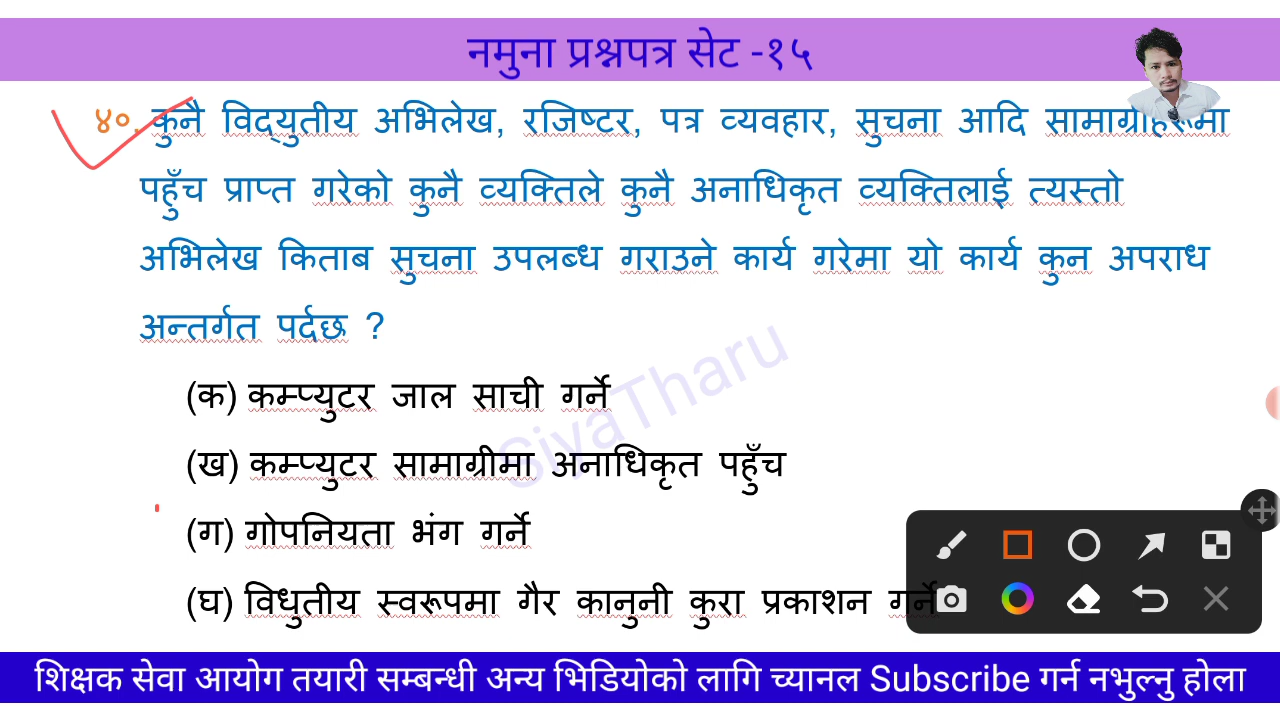 नमुना प्रश्नपत्र सेट -१५
४०. कुनै विद्युतीय अभिलेख, रजिष्टर, पत्र व्यवहार, सुचना आदि सामाग्रीहरूमा
पहुँच प्राप्त गरेको कुनै व्यक्तिले कुनै अनाधिकृत व्यक्तिलाई त्यस्तो
अभिलेख किताब सुचना उपलब्ध गराउने कार्य गरेमा यो कार्य कुन अपराध
अन्तर्गत पर्दछ ?
(क) कम्प्युटर जाल साची गर्ने
(ख) कम्प्युटर सामाग्रीमा अनाधिकृत पहुँच
(ग) गोपनियता भंग गर्ने
(घ) विधुतीय स्वरूपमा गैर कानुनी कुरा प्रकाशन गर्ने
SiyaTharu
शिक्षक सेवा आयोग तयारी सम्बन्धी अन्य भिडियोको लागि च्यानल Subscribe गर्न नभुल्नु होला